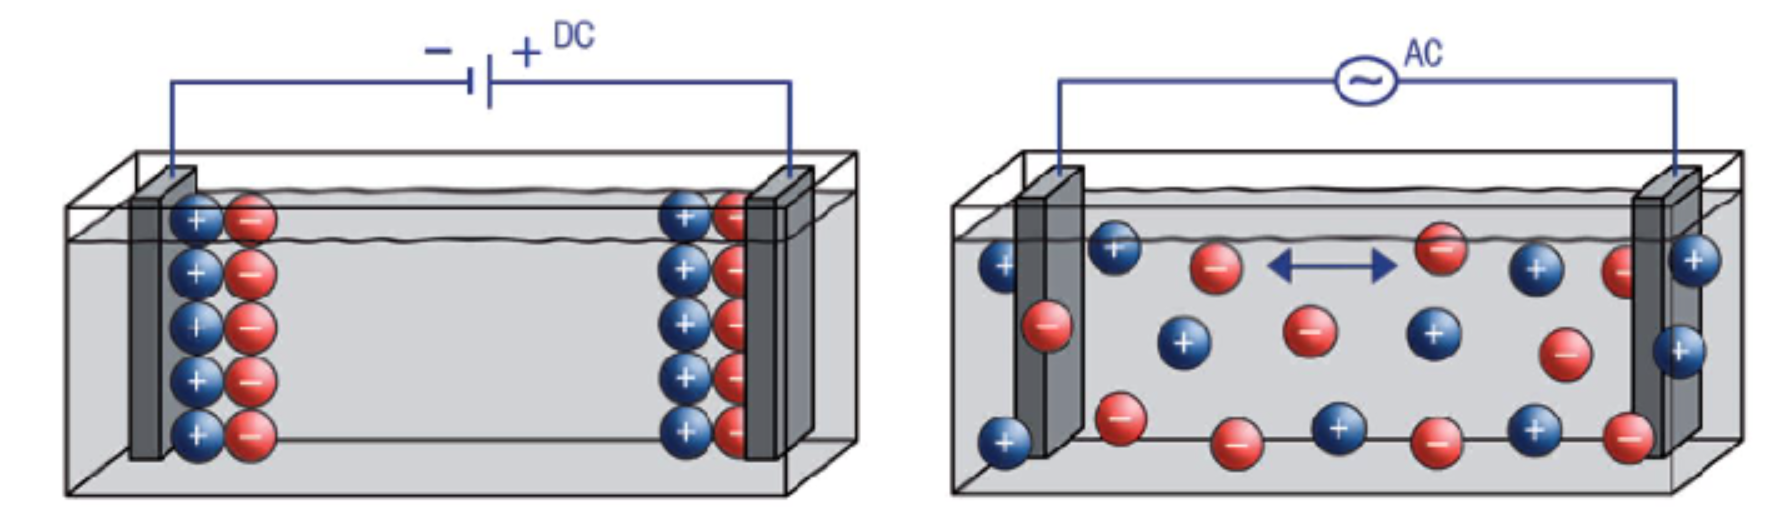 − + DC
AC